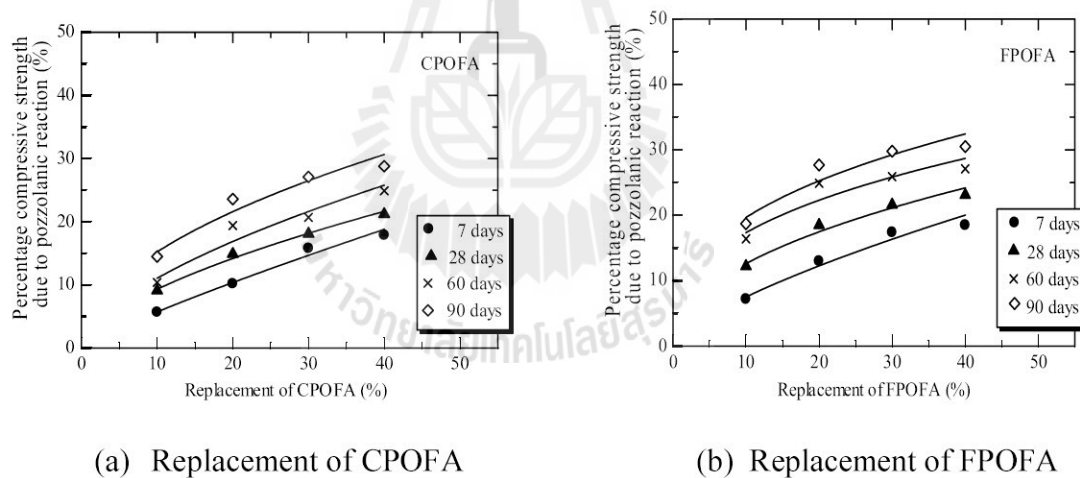 Percentage compressive strength
due to pozzolanic reaction (%)
50
40
30
20
10
0
CPOFA
7 days
28 days
60 days
90 days
0 10 20 30 40 50
Replacement of CPOFA (%)
(a) Replacement of CPOFA
Percentage compressive strength
due to pozzolanic reaction (%)
50
40
30
20
10
0
FPOFA
7 days
28 days
60 days
90 days
0 10 20 30 40 50
Replacement of FPOFA (%)
(b) Replacement of FPOFA